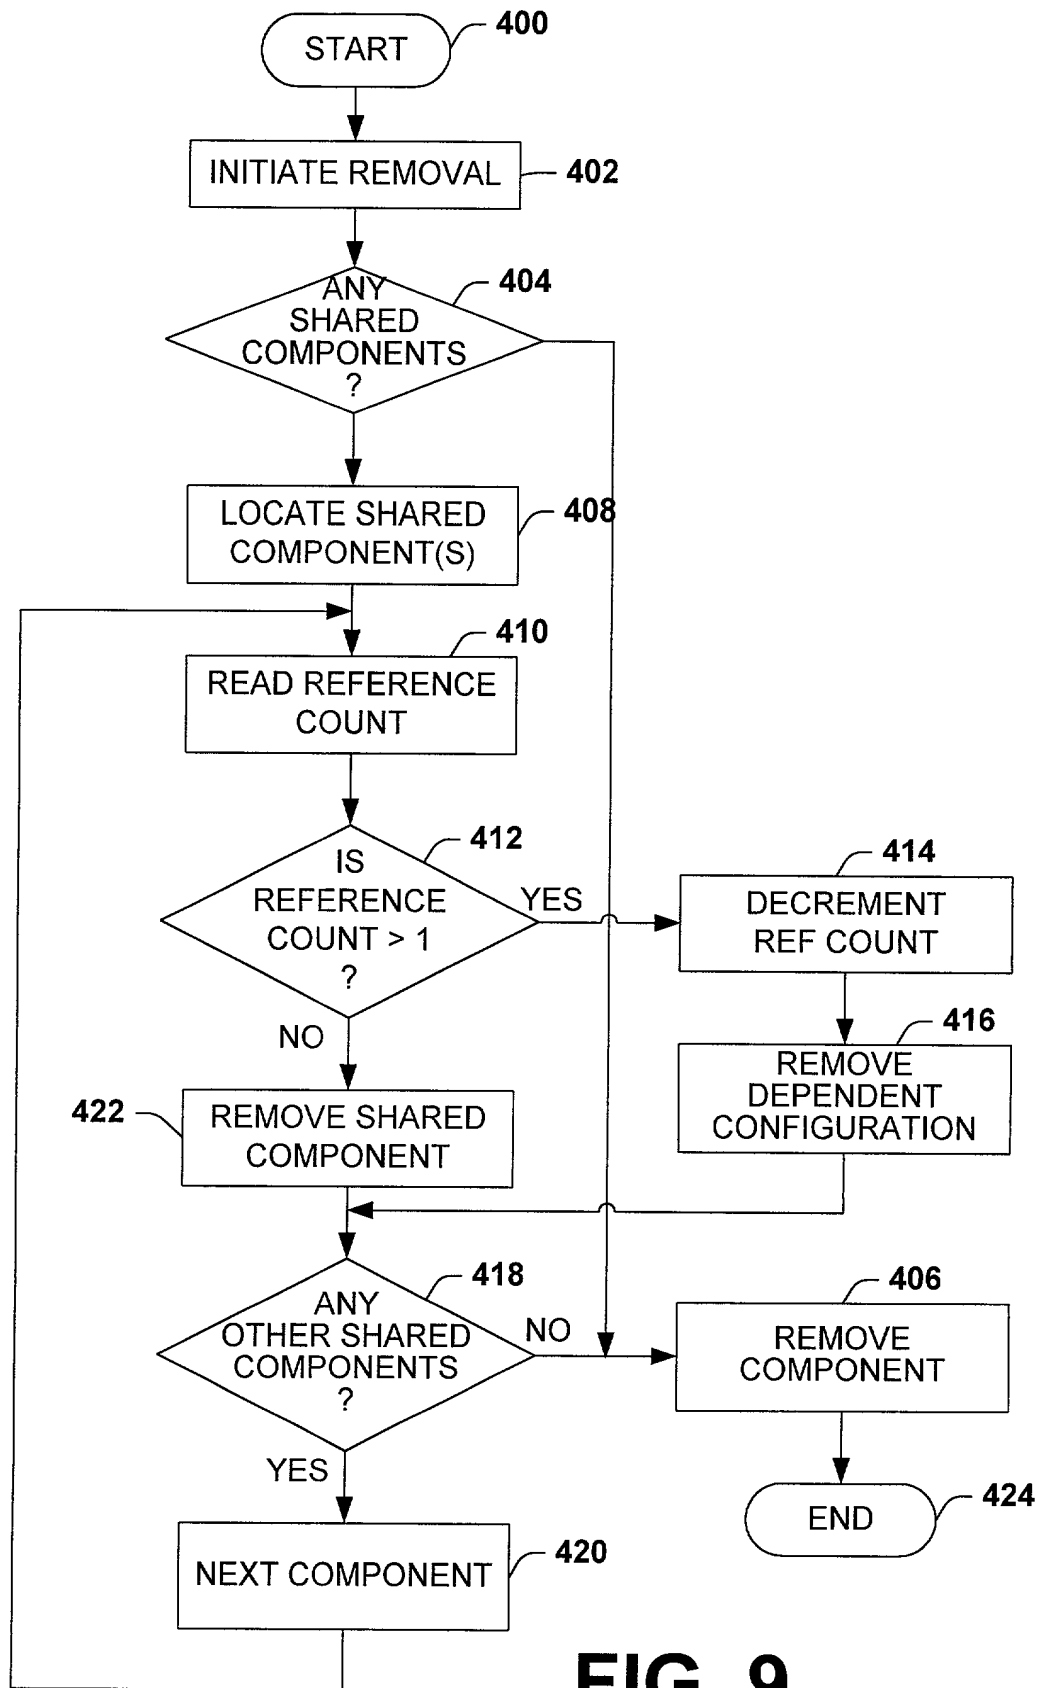 START
400
INITIATE REMOVAL
402
ANY
SHARED
COMPONENTS
?
404
LOCATE SHARED
COMPONENT(S)
408
410
READ REFERENCE
COUNT
412
IS
REFERENCE
COUNT > 1
?
YES
414
DECREMENT
REF COUNT
416
REMOVE
DEPENDENT
CONFIGURATION
NO
422
REMOVE SHARED
COMPONENT
418
ANY
OTHER SHARED
COMPONENTS
?
NO
406
REMOVE
COMPONENT
YES
END
424
NEXT COMPONENT
420
FIG. 9